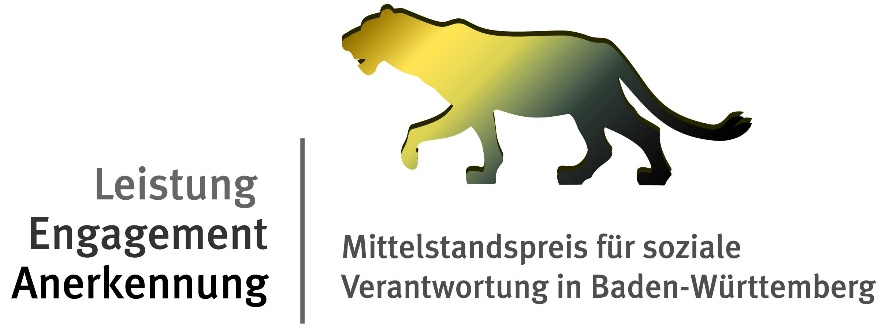 Leistung
Engagement
Anerkennung
Mittelstandspreis für soziale
Verantwortung in Baden-Württemberg